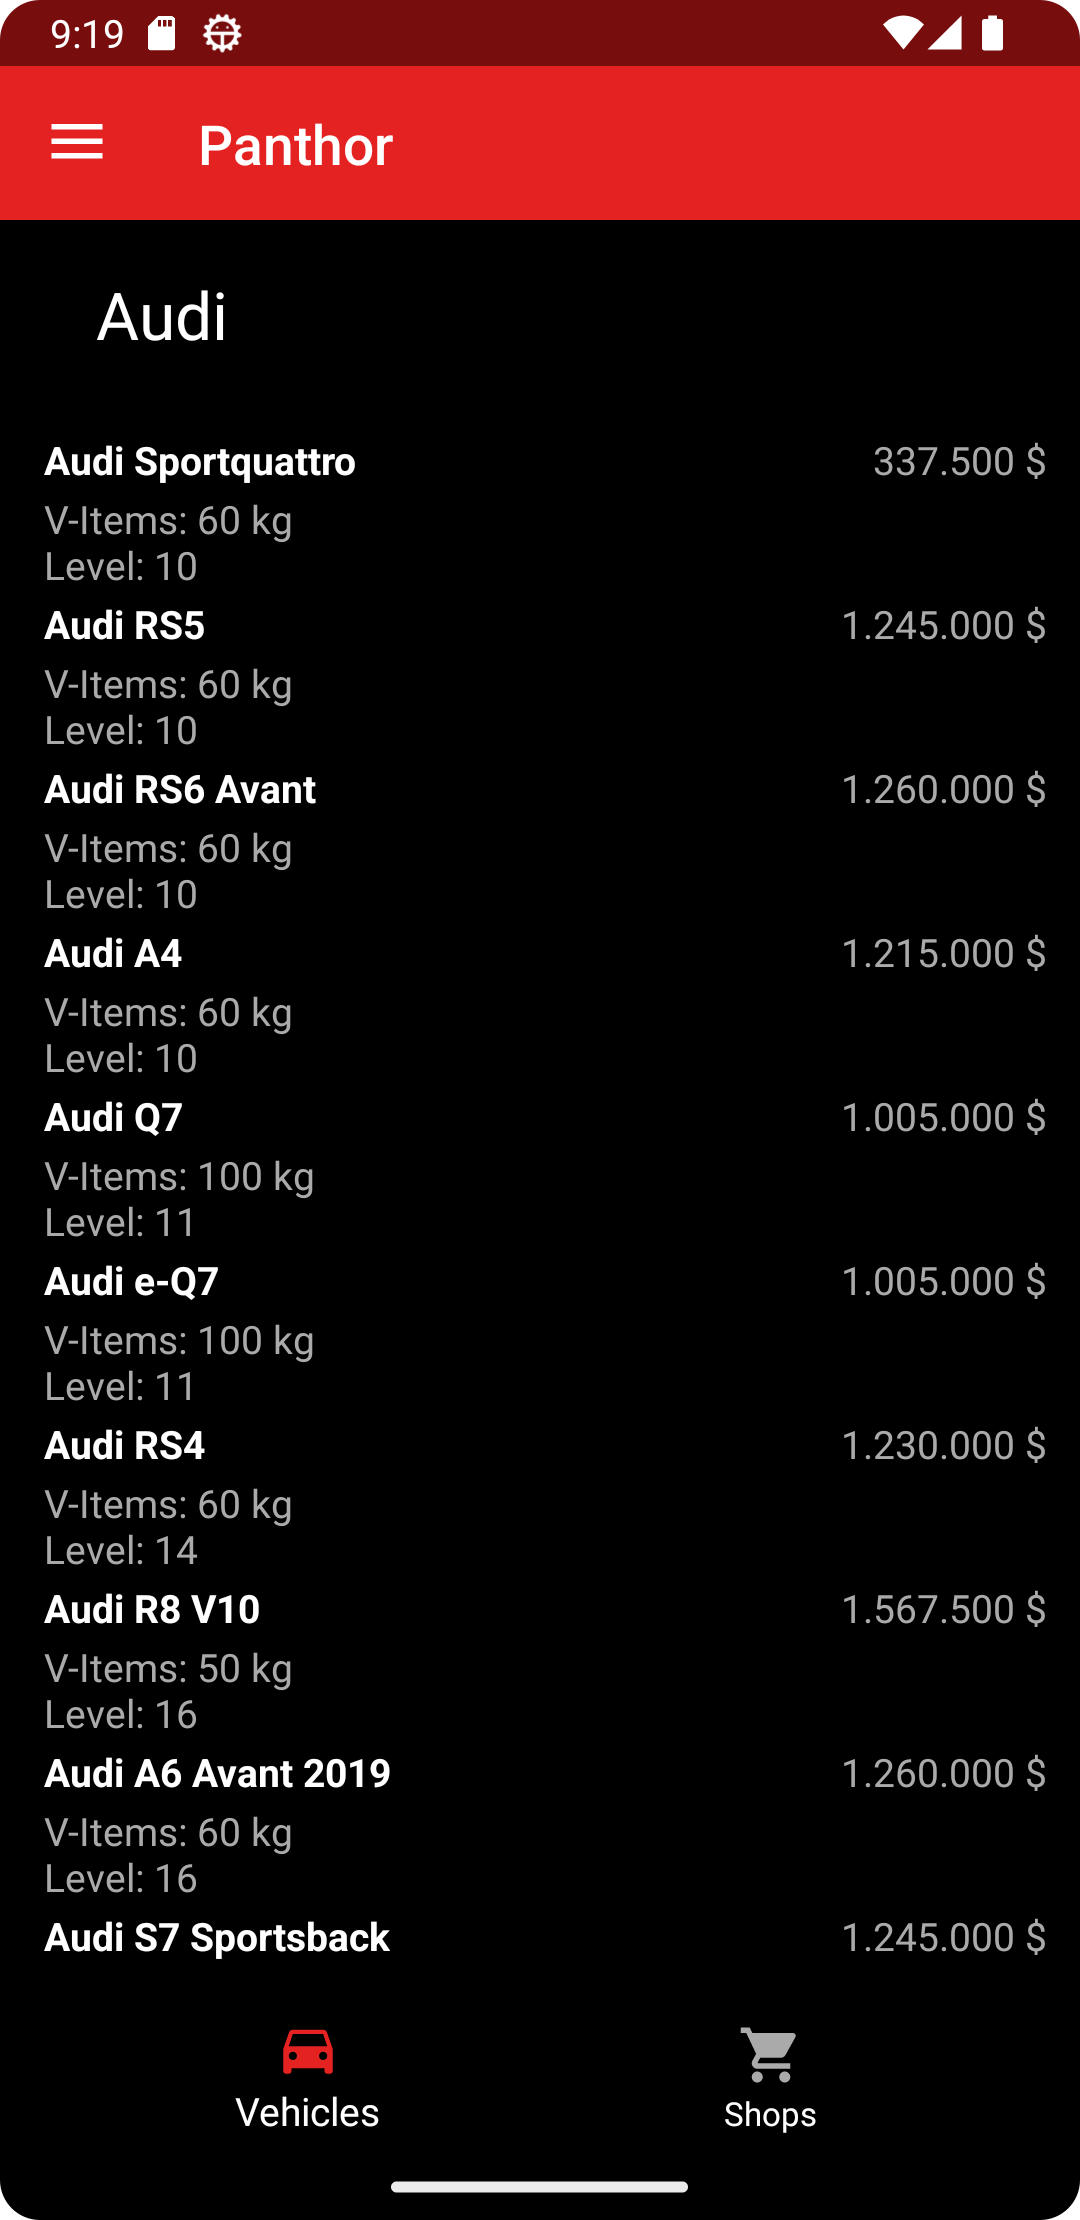 9:19
Panthor
Audi
Audi Sportquattro 337.500 $
V-Items: 60 kg
Level: 10
Audi RS5 1.245.000 $
V-Items: 60 kg
Level: 10
Audi RS6 Avant 1.260.000 $
V-Items: 60 kg
Level: 10
Audi A4 1.215.000 $
V-Items: 60 kg
Level: 10
Audi Q7 1.005.000 $
V-Items: 100 kg
Level: 11
Audi e-Q7 1.005.000 $
V-Items: 100 kg
Level: 11
Audi RS4 1.230.000 $
V-Items: 60 kg
Level: 14
Audi R8 V10 1.567.500 $
V-Items: 50 kg
Level: 16
Audi A6 Avant 2019 1.260.000 $
V-Items: 60 kg
Level: 16
Audi S7 Sportsback 1.245.000 $
Vehicles Shops